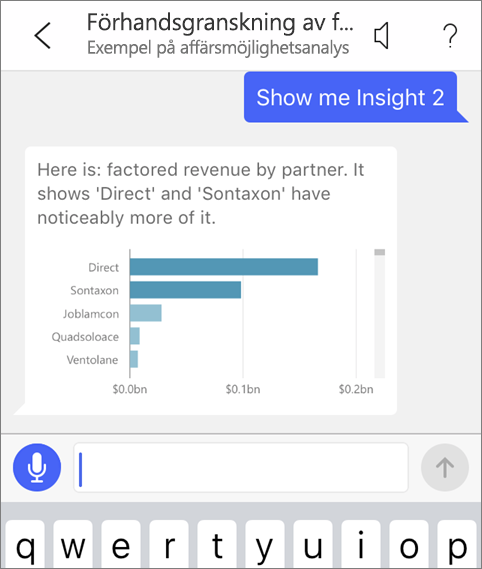 Förhandsgranskning av f...
Exempel på affärsmöjlighetsanalys
?
Show me Insight 2
Here is: factored revenue by partner. It
shows 'Direct' and 'Sontaxon' have
noticeably more of it.
Direct
Sontaxon
Joblamcon
Quadsoloace
Ventolane
$0.0bn $0.1bn $0.2bn
q w e r t y u i o p